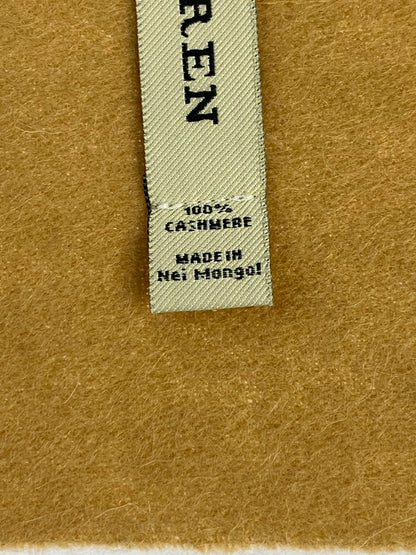 REN
100%
CASHMERE
MADE IN
Nei Mongol